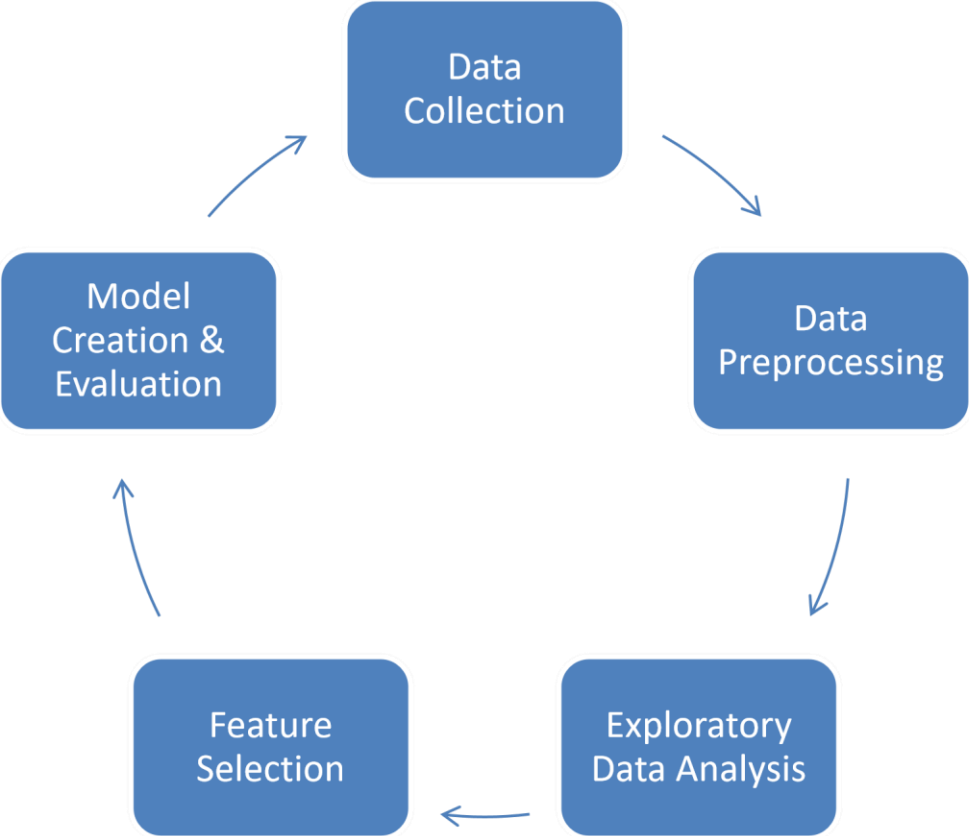 Data
Collection
Data
Preprocessing
Exploratory
Data Analysis
Feature
Selection
Model
Creation &
Evaluation